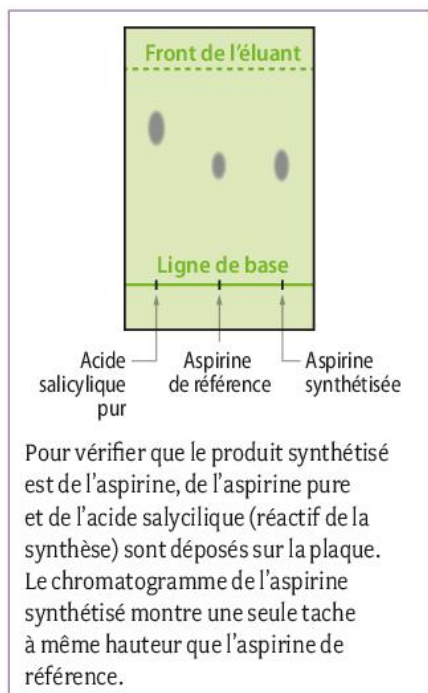 Front de l'éluant
Ligne de base
Acide
salicylique
pur
Aspirine
de référence
Aspirine
synthétisée
Pour vérifier que le produit synthétisé
est de l'aspirine, de l'aspirine pure
et de l'acide salycilique (réactif de la
synthèse) sont déposés sur la plaque.
Le chromatogramme de l'aspirine
synthétisé montre une seule tache
à même hauteur que l'aspirine de
référence.